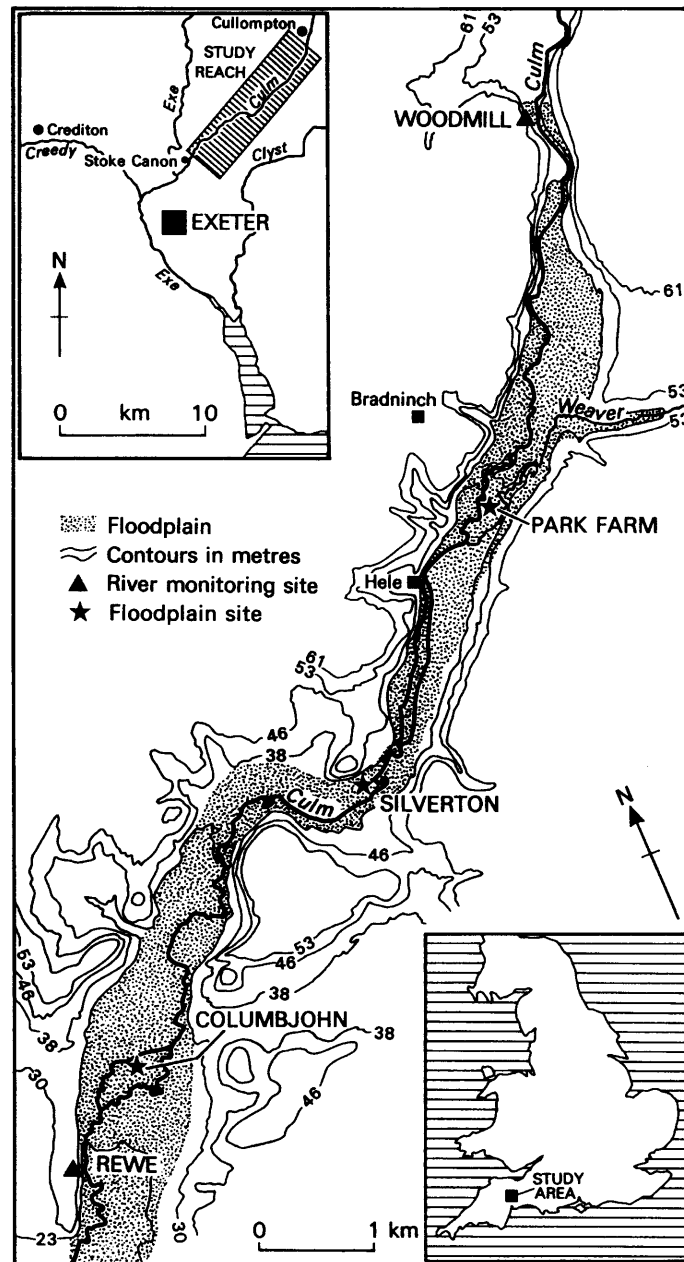 Cullompton
STUDY
REACH
Exe
Culm
Crediton
Creedy
Stoke Canon
Clyst
EXETER
N
Exe
0 km 10
61
53
Culm
WOODMILL
61
Bradninch
Weaver
53
53
PARK FARM
Floodplain
Contours in metres
River monitoring site
Floodplain site
Hele
61
53
46
38
Culm
SILVERTON
N
46
53
46
38
53
46
38
COLUMBJOHN
38
30
46
REWE
STUDY
AREA
23
30
0 1 km